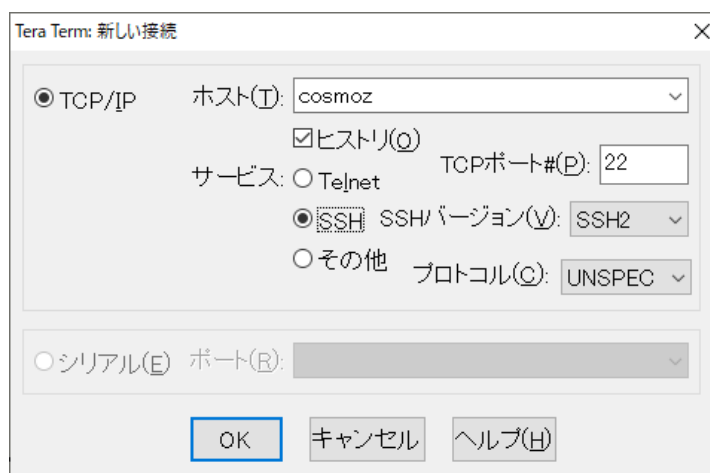 Tera Term: 新しい接続
TCP/IP ホスト(T): cosmoz
ヒストリ(O)
サービス: Telnet TCPポート#(P): 22
SSH SSHバージョン(V): SSH2
その他 プロトコル(C): UNSPEC
シリアル(E) ポート(R):
OK キャンセル ヘルプ(H)